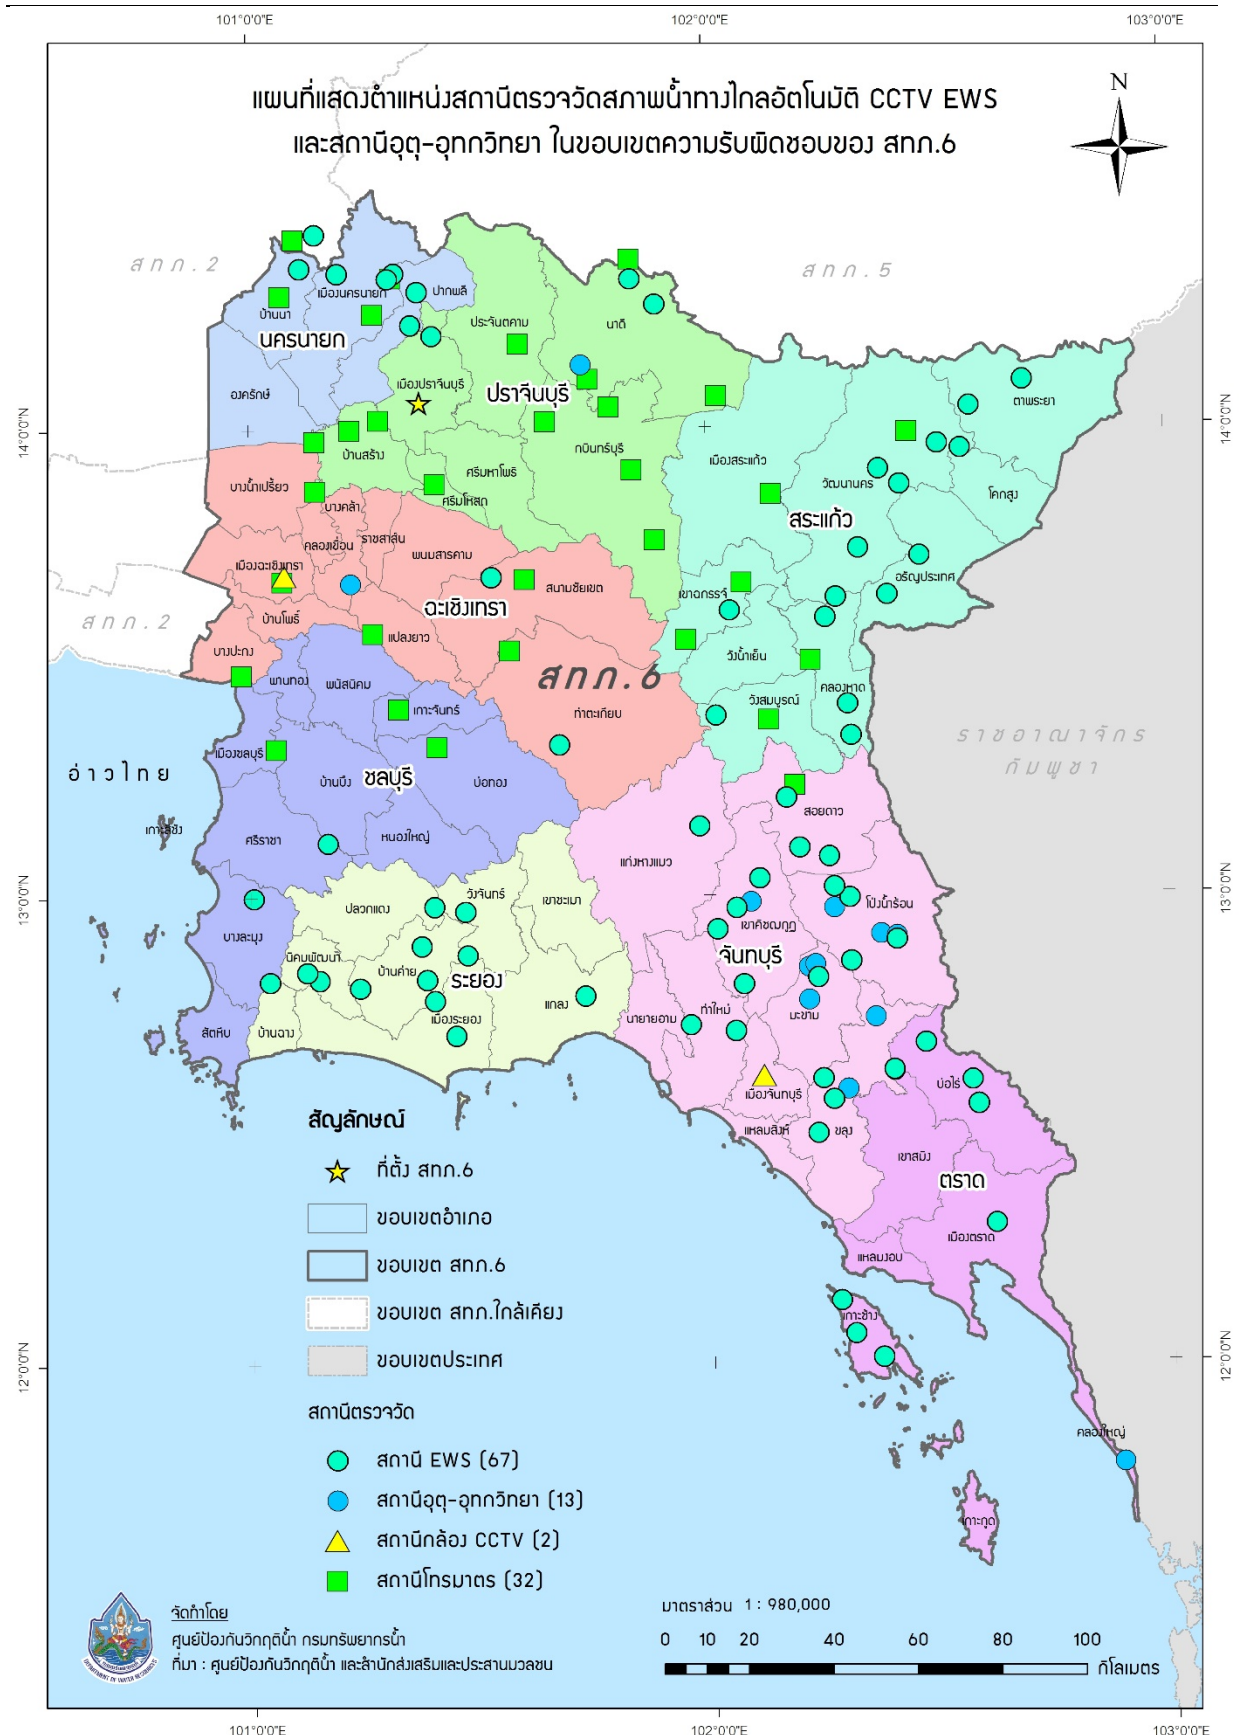 101°0'0"E 102°0'0"E 103°0'0"E
แผนที่แสดงตำแหน่งสถานีตรวจวัดสภาพน้ำทางไกลอัตโนมัติ CCTV EWS
และสถานีอุตุ-อุทกวิทยา ในขอบเขตความรับผิดชอบของ สทภ.6
N
สทภ.2
สทภ.5
เมืองนครนายก
ปากพลี
บ้านนา
นครนายก
ประจันตคาม
นาดี
องครักษ์
เมืองปราจีนบุรี
ปราจีนบุรี
ตาพระยา
14°0'0"N
14°0'0"N
บ้านสร้าง
กบินทร์บุรี
เมืองสระแก้ว
ศรีมหาโพธิ
ศรีมโหสถ
วัฒนานคร
โคกสูง
สระแก้ว
บางน้ำเปรี้ยว
บางคล้า
คลองเขื่อน
ราชสาส์น
พนมสารคาม
เมืองฉะเชิงเทรา
สนามชัยเขต
อรัญประเทศ
เขาฉกรรจ์
ฉะเชิงเทรา
บ้านโพธิ์
สทภ.2
แปลงยาว
บางปะกง
วังน้ำเย็น
พานทอง
พนัสนิคม
สทภ.6
คลองหาด
วังสมบูรณ์
เกาะจันทร์
ท่าตะเกียบ
ราชอาณาจักร
กัมพูชา
เมืองชลบุรี
อ่าวไทย
บ้านบึง
ชลบุรี
บ่อทอง
สอยดาว
เกาะสีชัง
ศรีราชา
หนองใหญ่
แก่งหางแมว
13°0'0"N
13°0'0"N
วังจันทร์
เขาชะเมา
ปลวกแดง
โป่งน้ำร้อน
เขาคิชฌกูฏ
บางละมุง
นิคมพัฒนา
บ้านค่าย
ระยอง
จันทบุรี
แกลง
ท่าใหม่
มะขาม
นายายอาม
สัตหีบ
บ้านฉาง
เมืองระยอง
บ่อไร่
เมืองจันทบุรี
แหลมสิงห์
ขลุง
เขาสมิง
ตราด
เมืองตราด
แหลมงอบ
เกาะช้าง
12°0'0"N
12°0'0"N
คลองใหญ่
เกาะกูด
สัญลักษณ์
ที่ตั้ง สทภ.6
ขอบเขตอำเภอ
ขอบเขต สทภ.6
ขอบเขต สทภ.ใกล้เคียง
ขอบเขตประเทศ
สถานีตรวจวัด
สถานี EWS (67)
สถานีอุตุ-อุทกวิทยา (13)
สถานีกล้อง CCTV (2)
สถานีโทรมาตร (32)
จัดทำโดย
ศูนย์ป้องกันวิกฤติน้ำ กรมทรัพยากรน้ำ
ที่มา : ศูนย์ป้องกันวิกฤติน้ำ และสำนักส่งเสริมและประสานมวลชน
DEPARTMENT OF WATER RESOURCES
มาตราส่วน 1 : 980,000
0 10 20 40 60 80 100
กิโลเมตร
101°0'0"E 102°0'0"E 103°0'0"E